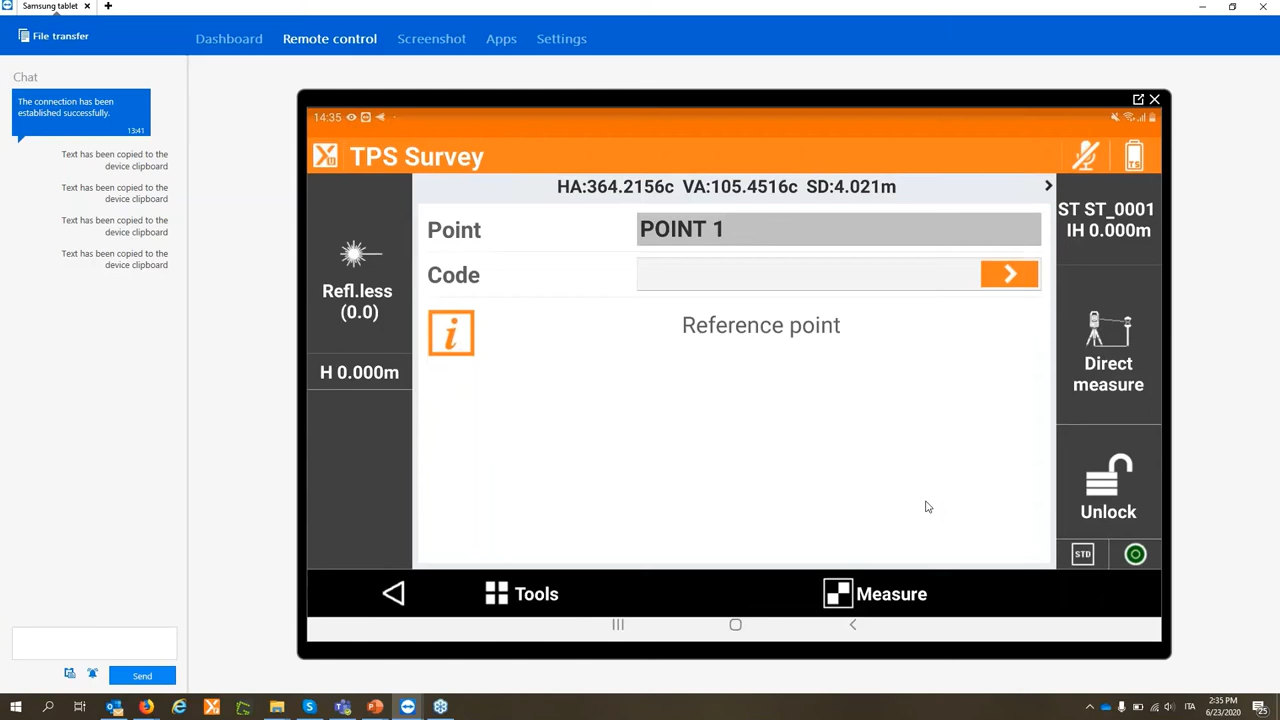 Samsung tablet
File transfer
Dashboard
Remote control
Screenshot
Apps
Settings
Chat
The connection has been
established successfully.
13:41
Text has been copied to the
device clipboard
Text has been copied to the
device clipboard
Text has been copied to the
device clipboard
Text has been copied to the
device clipboard
Send
14:35
TPS Survey
TS
HA:364.2156c VA:105.4516c SD:4.021m
Point
POINT 1
Code
Reference point
Refl.less
(0.0)
H 0.000m
ST ST_0001
IH 0.000m
Direct
measure
Unlock
STD
Tools
Measure
ITA
2:35 PM
6/23/2020
25